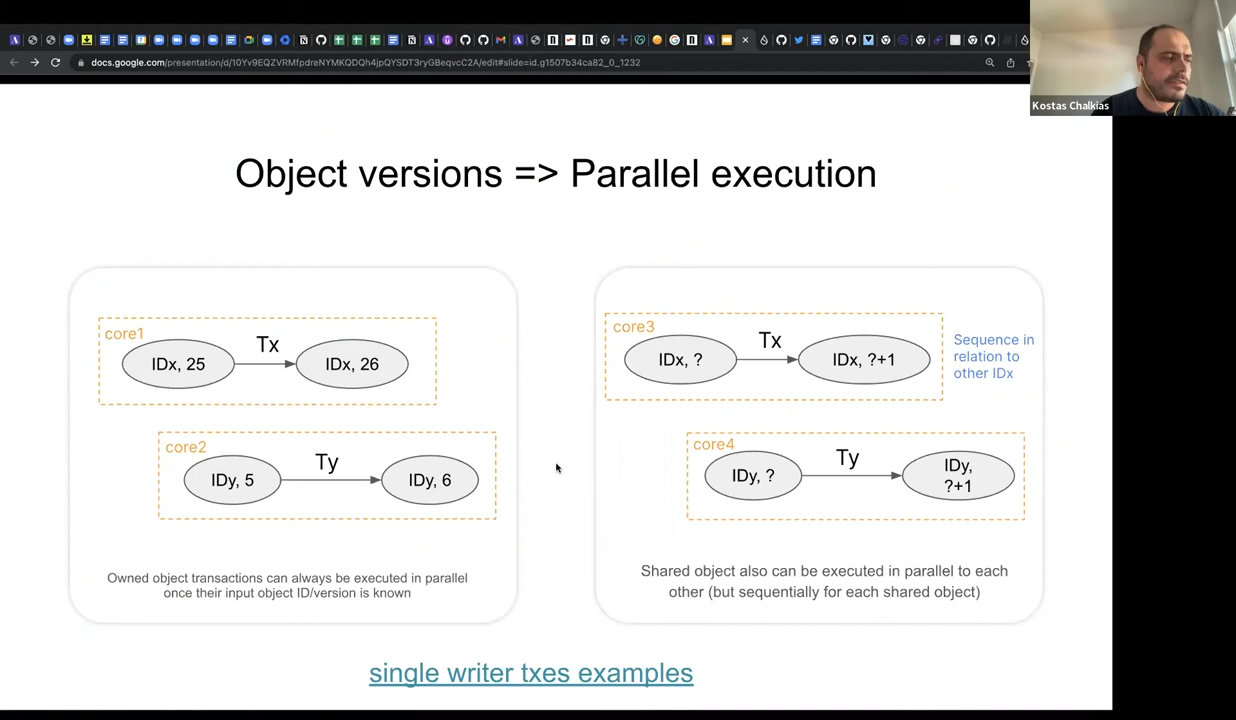 docs.google.com/presentation/d/10Yv9EQZVRMfpdreNYMKQDQh4jpQYSDT3ryGBeqvcC2A/edit#slide=id.g1507b34ca82_0_1232
Kostas Chalkias
Object versions => Parallel execution
core1
Tx
IDx, 25
IDx, 26
core2
Ty
IDy, 5
IDy, 6
Owned object transactions can always be executed in parallel
once their input object ID/version is known
core3
Tx
IDx, ?
IDx, ?+1
Sequence in
relation to
other IDx
core4
Ty
IDy, ?
IDy,
?+1
Shared object also can be executed in parallel to each
other (but sequentially for each shared object)
single writer txes examples